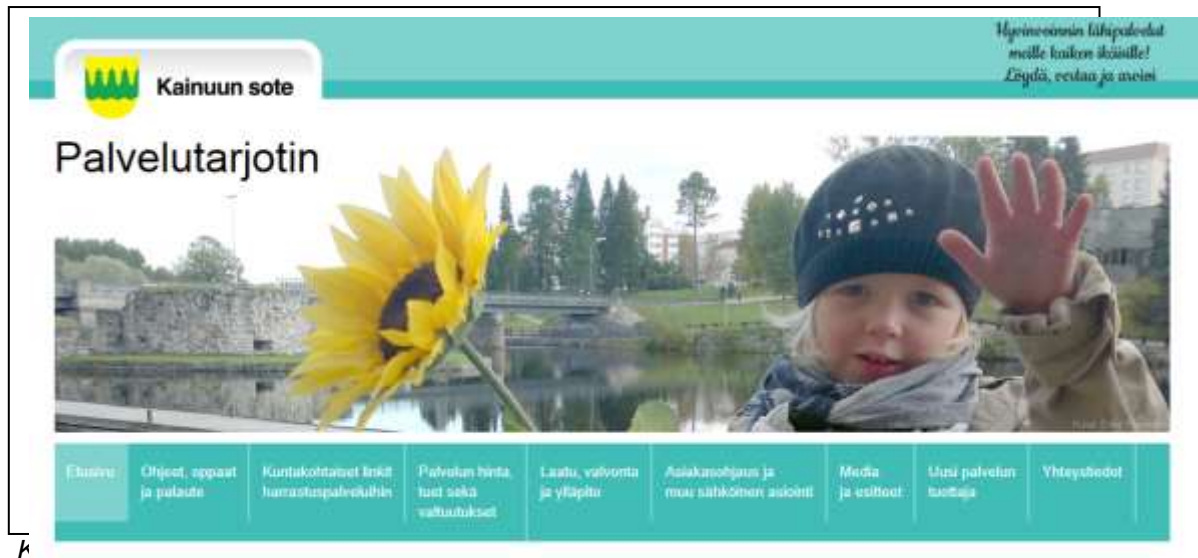 Hyvinvoinnin lähipalvelut
meille kaiken ikäisille!
Löydä, vertaa ja arvioi
Kainuun sote
Palvelutarjotin
Etusivu
Ohjeet, oppaat
ja palaute
Kuntakohtaiset linkit
harrastuspalveluihin
Palvelun hinta,
tuet sekä
valtuutukset
Laatu, valvonta
ja ylläpito
Asiakasohjaus ja
muu sähköinen asiointi
Media
ja esitteet
Uusi palvelun
tuottaja
Yhteystiedot